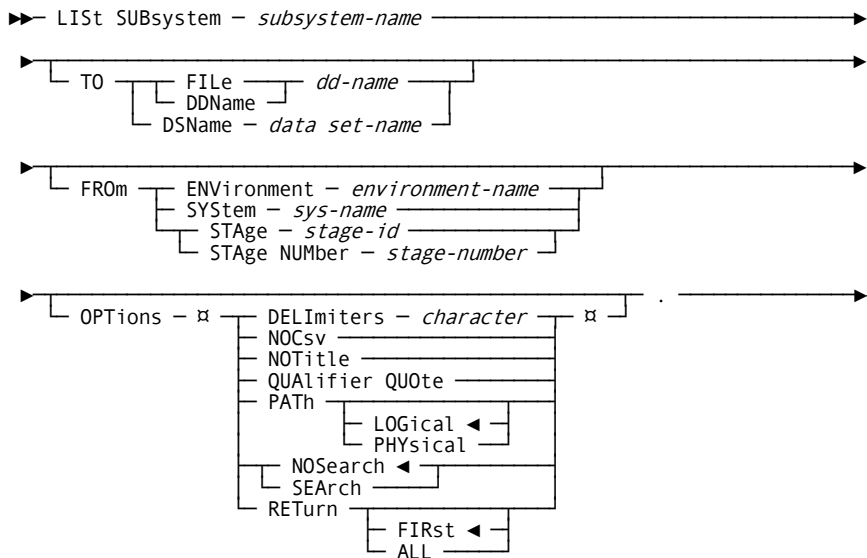 LISt SUBsystem – subsystem-name
TO FILe dd-name
DDName
DSName – data set-name
FROm ENVironment – environment-name
SYStem – sys-name
STAge – stage-id
STAge NUMber – stage-number
OPTions – ¤ DELImiters – character ¤ .
NOCsv
NOTitle
QUAlifier QUOte
PATh
LOGical
PHYsical
NOSearch
SEArch
RETurn
FIRst
ALL